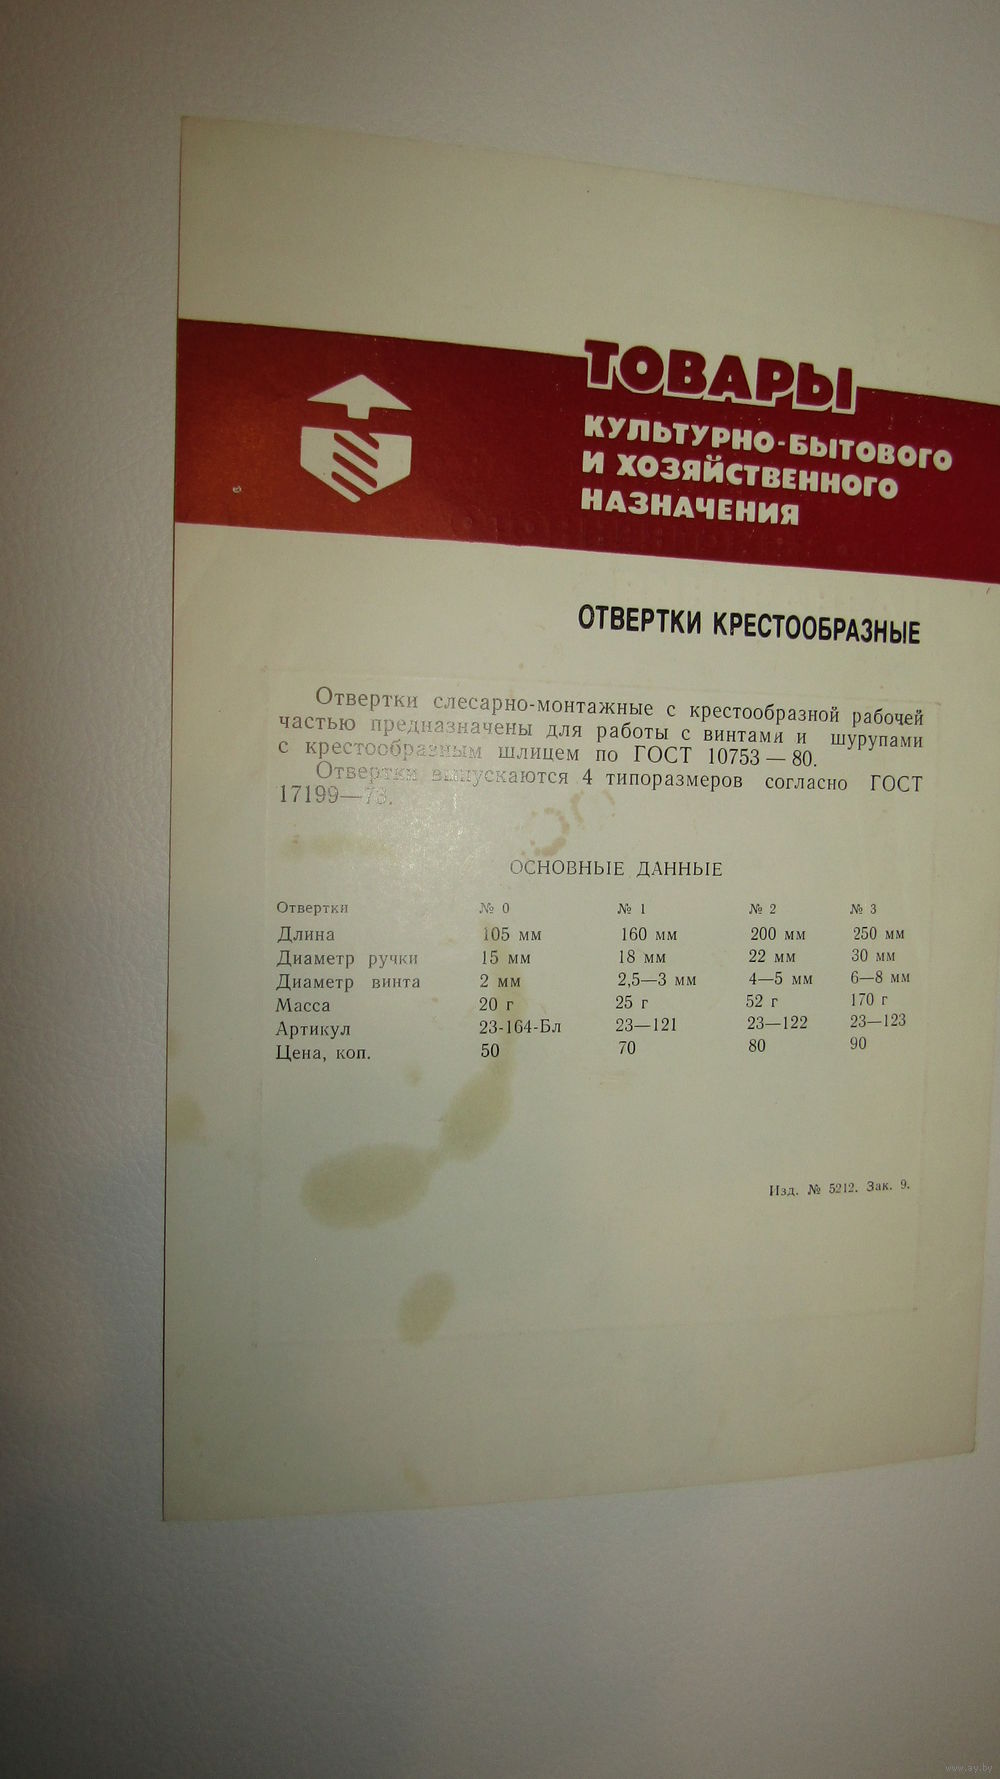 ТОВАРЫ
КУЛЬТУРНО-БЫТОВОГО
И ХОЗЯЙСТВЕННОГО
НАЗНАЧЕНИЯ
ОТВЕРТКИ КРЕСТООБРАЗНЫЕ
Отвертки слесарно-монтажные с крестообразной рабочей
частью предназначены для работы с винтами и шурупами
с крестообразным шлицем по ГОСТ 10753 — 80.
Отвертки выпускаются 4 типоразмеров согласно ГОСТ
17199—
ОСНОВНЫЕ ДАННЫЕ
Отвертки № 0 № 1 № 2 № 3
Длина 105 мм 160 мм 200 мм 250 мм
Диаметр ручки 15 мм 18 мм 22 мм 30 мм
Диаметр винта 2 мм 2,5—3 мм 4—5 мм 6—8 мм
Масса 20 г 25 г 52 г 170 г
Артикул 23-164-Бл 23—121 23—122 23—123
Цена, коп. 50 70 80 90
Изд. № 5212. Зак. 9.
www.ay.by